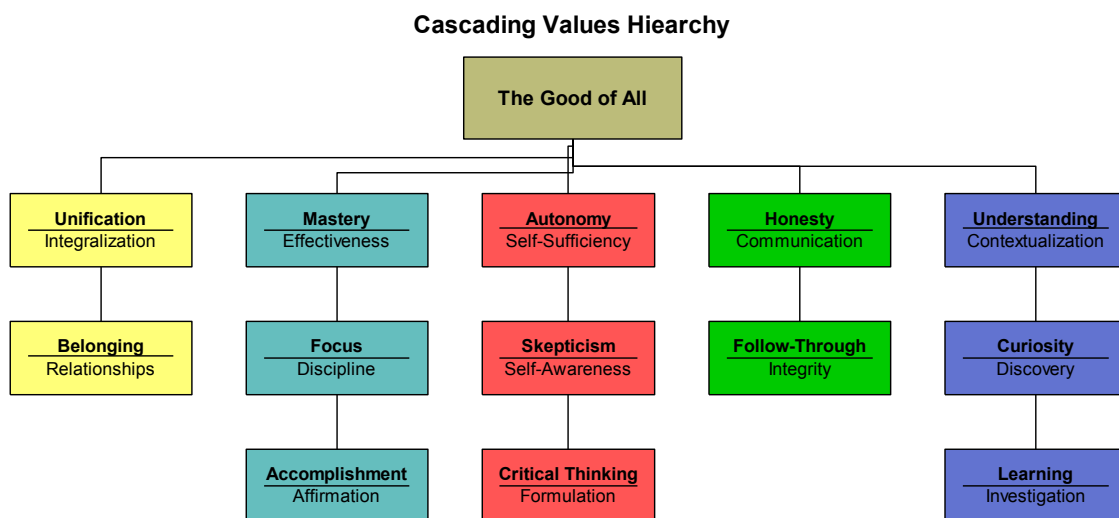 Cascading Values Hiearchy
The Good of All
Unification
Integralization
Mastery
Effectiveness
Autonomy
Self-Sufficiency
Honesty
Communication
Understanding
Contextualization
Belonging
Relationships
Focus
Discipline
Skepticism
Self-Awareness
Follow-Through
Integrity
Curiosity
Discovery
Accomplishment
Affirmation
Critical Thinking
Formulation
Learning
Investigation